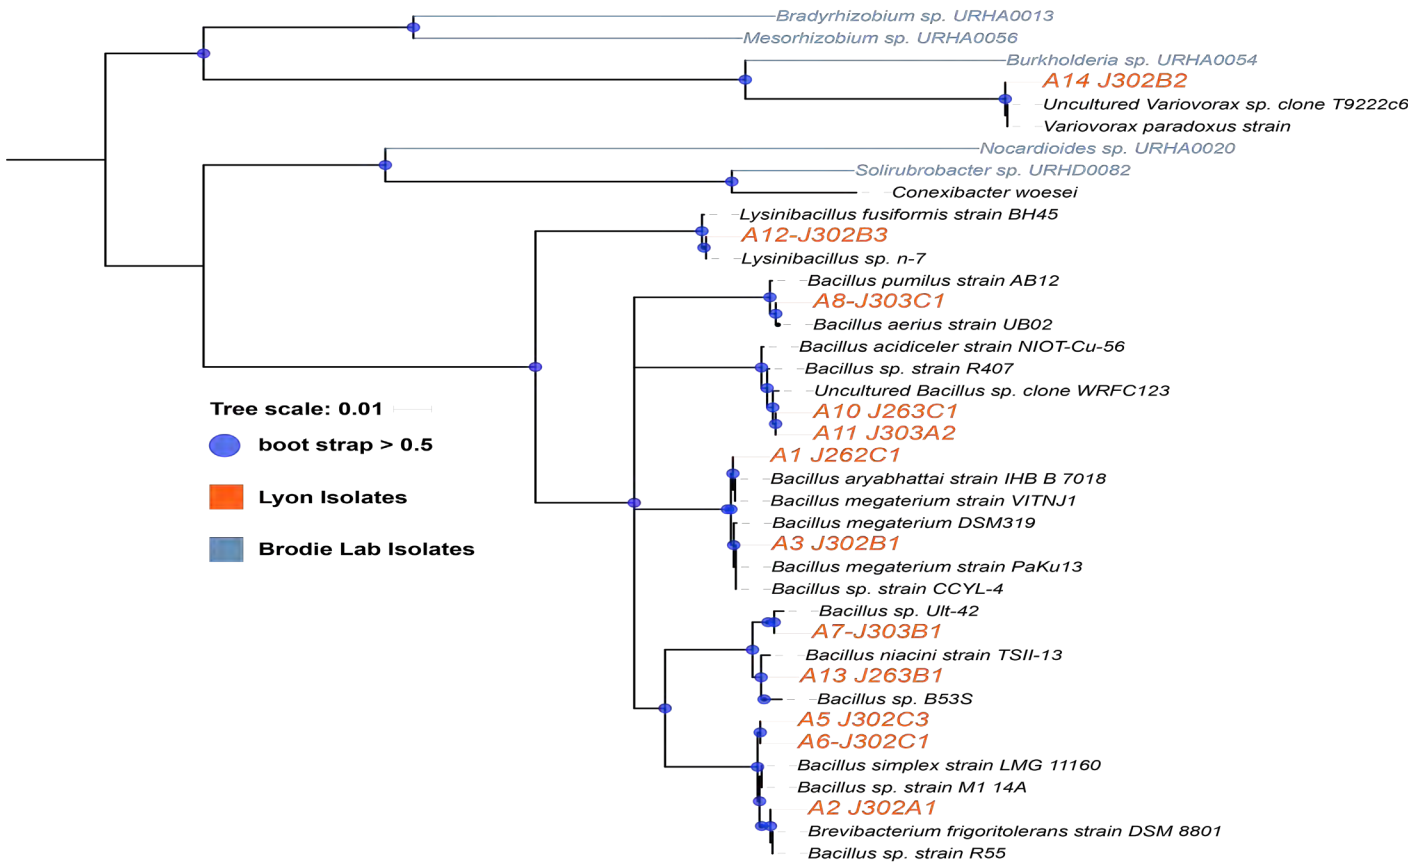 Bradyrhizobium sp. URHA0013
Mesorhizobium sp. URHA0056
Burkholderia sp. URHA0054
A14 J302B2
Uncultured Variovorax sp. clone T9222c6
Variovorax paradoxus strain
Nocardioides sp. URHA0020
Solirubrobacter sp. URHD0082
Conexibacter woesei
Lysinibacillus fusiformis strain BH45
A12-J302B3
Lysinibacillus sp. n-7
Bacillus pumilus strain AB12
A8-J303C1
Bacillus aerius strain UB02
Bacillus acidiceler strain NIOT-Cu-56
Bacillus sp. strain R407
Uncultured Bacillus sp. clone WRFC123
A10 J263C1
A11 J303A2
A1 J262C1
Bacillus aryabhattai strain IHB B 7018
Bacillus megaterium strain VITNJ1
Bacillus megaterium DSM319
A3 J302B1
Bacillus megaterium strain PaKu13
Bacillus sp. strain CCYL-4
Bacillus sp. Ult-42
A7-J303B1
Bacillus niacini strain TSII-13
A13 J263B1
Bacillus sp. B53S
A5 J302C3
A6-J302C1
Bacillus simplex strain LMG 11160
Bacillus sp. strain M1 14A
A2 J302A1
Brevibacterium frigoritolerans strain DSM 8801
Bacillus sp. strain R55
Tree scale: 0.01
boot strap > 0.5
Lyon Isolates
Brodie Lab Isolates